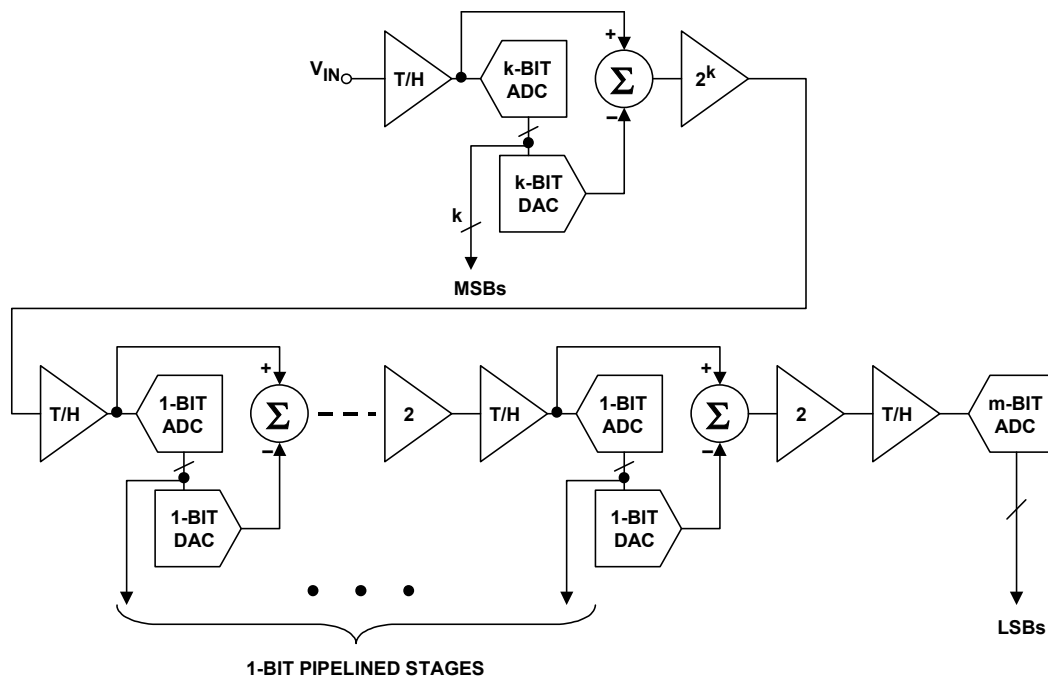 V_IN
T/H
k-BIT
ADC
+
Σ
−
2^k
k-BIT
DAC
k
MSBs
T/H
1-BIT
ADC
+
Σ
−
1-BIT
DAC
2
T/H
1-BIT
ADC
+
Σ
−
1-BIT
DAC
2
T/H
m-BIT
ADC
LSBs
1-BIT PIPELINED STAGES